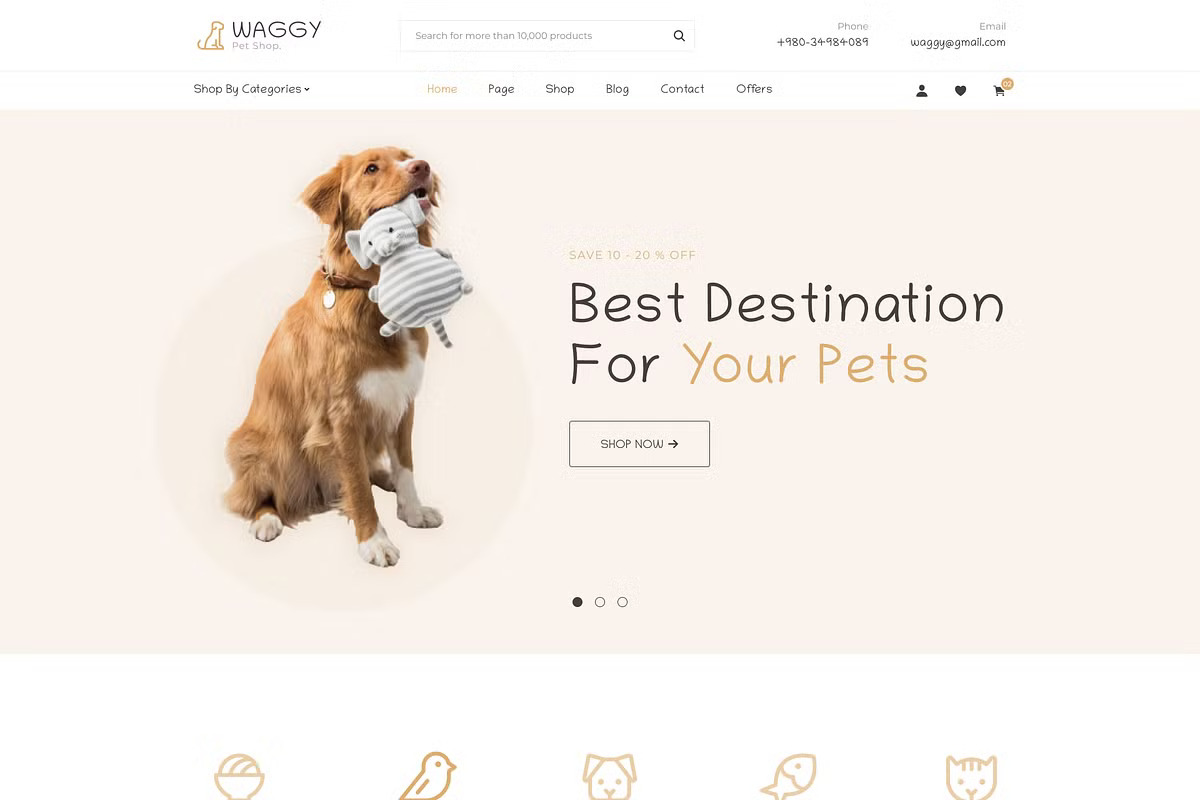 WAGGY
Pet Shop.
Search for more than 10,000 products
Phone
+980-34984089
Email
waggy@gmail.com
Shop By Categories
Home
Page
Shop
Blog
Contact
Offers
SAVE 10 - 20 % OFF
Best Destination
For Your Pets
SHOP NOW →